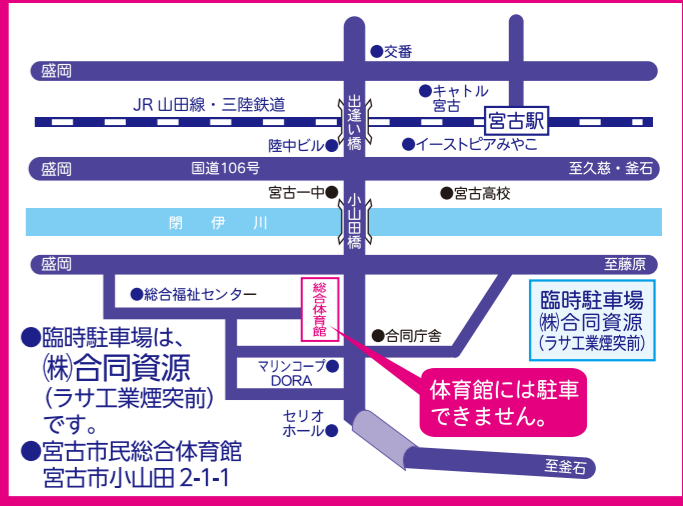 ●交番
盛岡
●キャトル
宮古
JR 山田線・三陸鉄道
出逢い橋
宮古駅
陸中ビル●
●イーストピアみやこ
盛岡
国道106号
至久慈・釜石
宮古一中●
●宮古高校
小山田橋
閉伊川
盛岡
至藤原
●総合福祉センター
総合体育館
臨時駐車場
㈱合同資源
(ラサ工業煙突前)
●合同庁舎
マリンコープ●
DORA
体育館には駐車
できません。
セリオ
ホール●
至釜石
●臨時駐車場は、
㈱合同資源
(ラサ工業煙突前)
です。
●宮古市民総合体育館
宮古市小山田 2-1-1